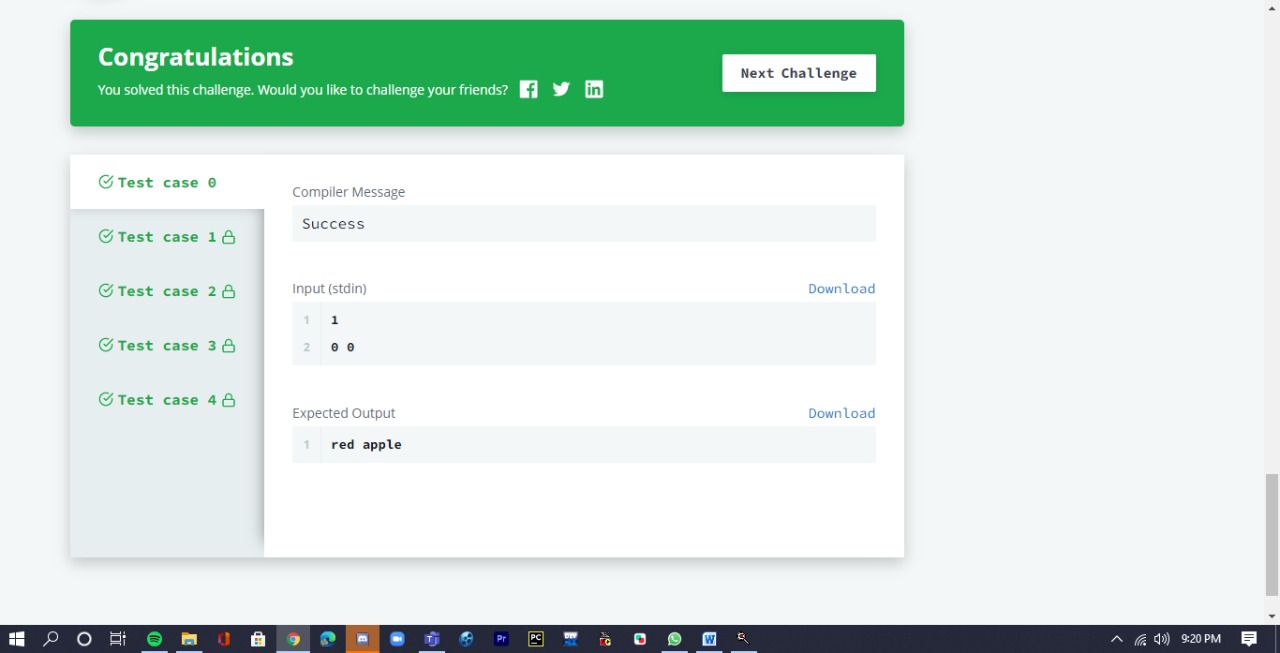 Congratulations
You solved this challenge. Would you like to challenge your friends?
Next Challenge
Test case 0
Test case 1
Test case 2
Test case 3
Test case 4
Compiler Message
Success
Input (stdin)
Download
1 1
2 0 0
Expected Output
Download
1 red apple
9:20 PM